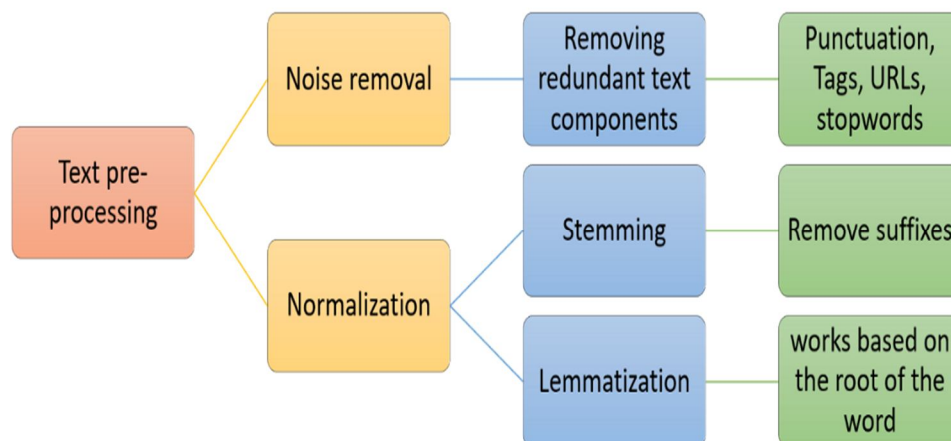 Text pre-
processing
Noise removal
Removing
redundant text
components
Punctuation,
Tags, URLs,
stopwords
Normalization
Stemming
Remove suffixes
Lemmatization
works based on
the root of the
word